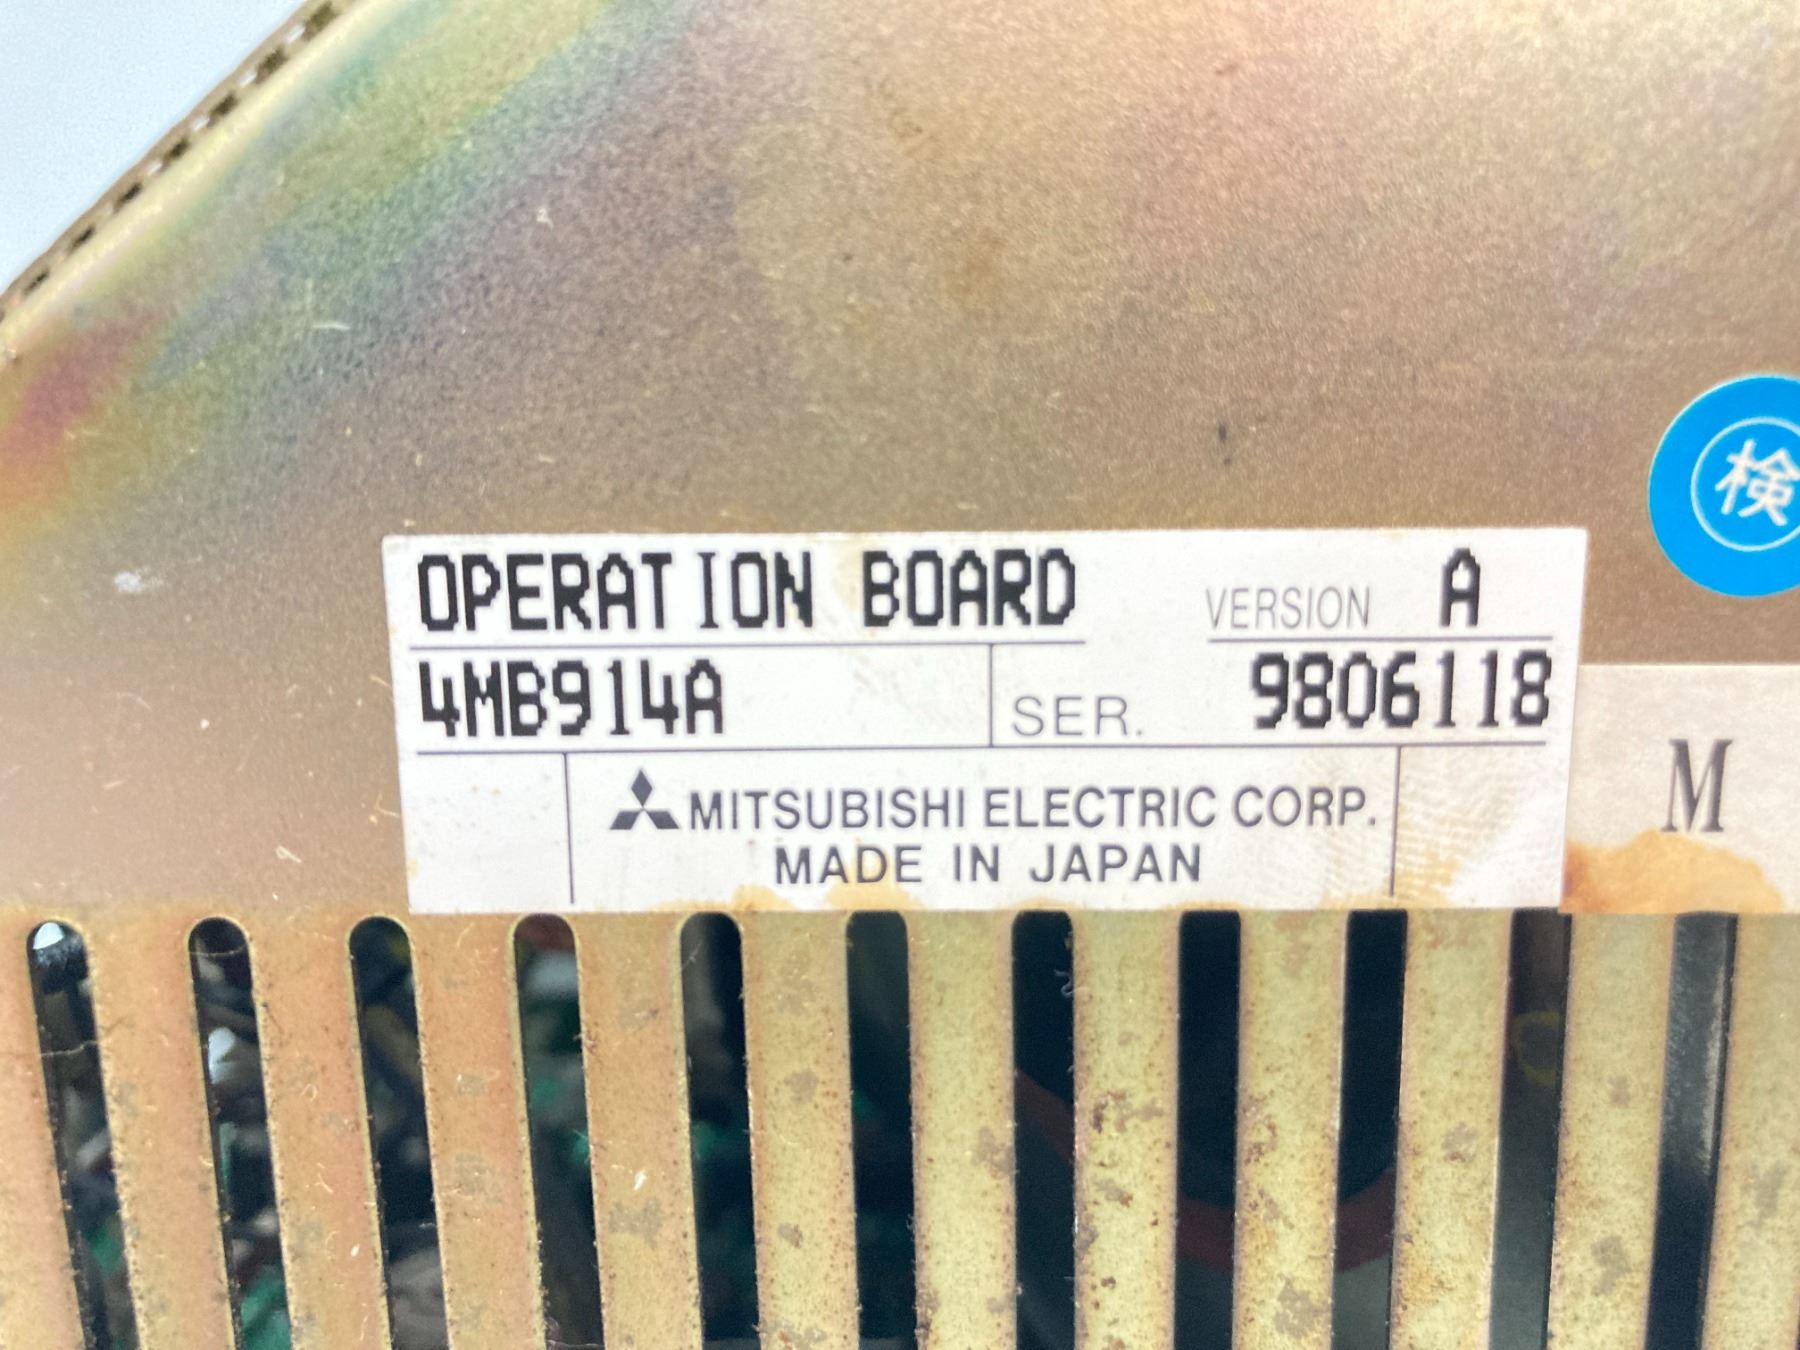 検
OPERATION BOARD VERSION A
4MB914A SER. 9806118
MITSUBISHI ELECTRIC CORP.
MADE IN JAPAN
M